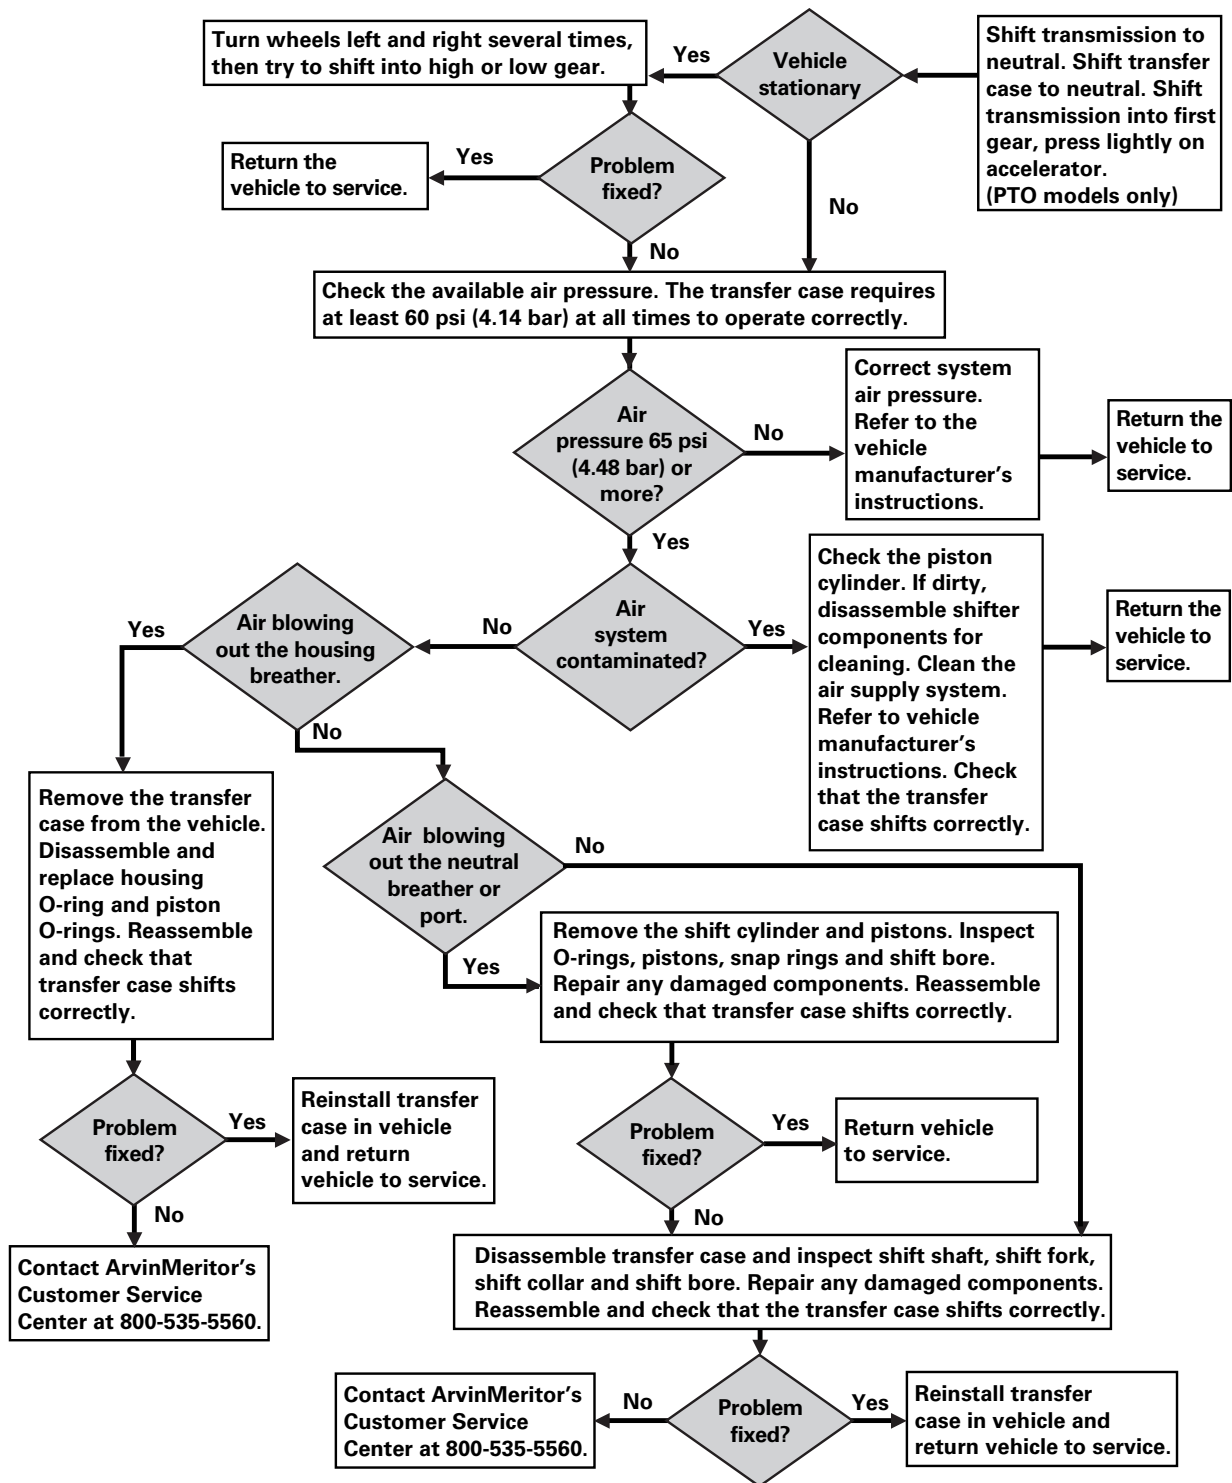 Turn wheels left and right several times,
then try to shift into high or low gear.
Yes
Vehicle
stationary
Shift transmission to
neutral. Shift transfer
case to neutral. Shift
transmission into first
gear, press lightly on
accelerator.
(PTO models only)
Return the
vehicle to service.
Yes
Problem
fixed?
No
No
Check the available air pressure. The transfer case requires
at least 60 psi (4.14 bar) at all times to operate correctly.
Air
pressure 65 psi
(4.48 bar) or
more?
No
Correct system
air pressure.
Refer to the
vehicle
manufacturer's
instructions.
Return the
vehicle to
service.
Yes
Yes
Air blowing
out the housing
breather.
No
Air
system
contaminated?
Yes
Check the piston
cylinder. If dirty,
disassemble shifter
components for
cleaning. Clean the
air supply system.
Refer to vehicle
manufacturer's
instructions. Check
that the transfer
case shifts correctly.
Return the
vehicle to
service.
No
Remove the transfer
case from the vehicle.
Disassemble and
replace housing
O-ring and piston
O-rings. Reassemble
and check that
transfer case shifts
correctly.
Air blowing
out the neutral
breather or
port.
No
Yes
Remove the shift cylinder and pistons. Inspect
O-rings, pistons, snap rings and shift bore.
Repair any damaged components. Reassemble
and check that transfer case shifts correctly.
Problem
fixed?
Yes
Reinstall transfer
case in vehicle
and return
vehicle to service.
Problem
fixed?
Yes
Return vehicle
to service.
No
No
Contact ArvinMeritor's
Customer Service
Center at 800-535-5560.
Disassemble transfer case and inspect shift shaft, shift fork,
shift collar and shift bore. Repair any damaged components.
Reassemble and check that the transfer case shifts correctly.
Contact ArvinMeritor's
Customer Service
Center at 800-535-5560.
No
Problem
fixed?
Yes
Reinstall transfer
case in vehicle and
return vehicle to service.